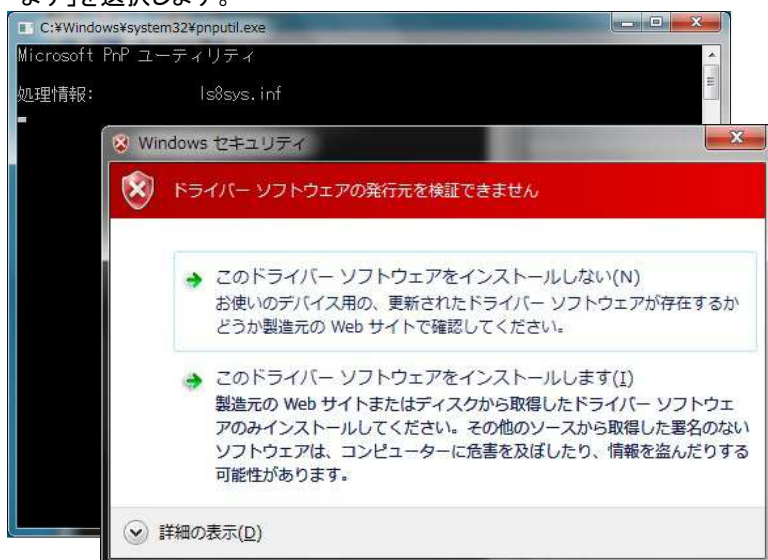 ます」を選択します。
C:¥Windows¥system32¥pnputil.exe
Microsoft PnP ユーティリティ
処理情報: ls8sys.inf
Windows セキュリティ
ドライバー ソフトウェアの発行元を検証できません
このドライバー ソフトウェアをインストールしない(N)
お使いのデバイス用の、更新されたドライバー ソフトウェアが存在するか
どうか製造元の Web サイトで確認してください。
このドライバー ソフトウェアをインストールします(I)
製造元の Web サイトまたはディスクから取得したドライバー ソフトウェ
アのみインストールしてください。その他のソースから取得した署名のない
ソフトウェアは、コンピューターに危害を及ぼしたり、情報を盗んだりする
可能性があります。
詳細の表示(D)